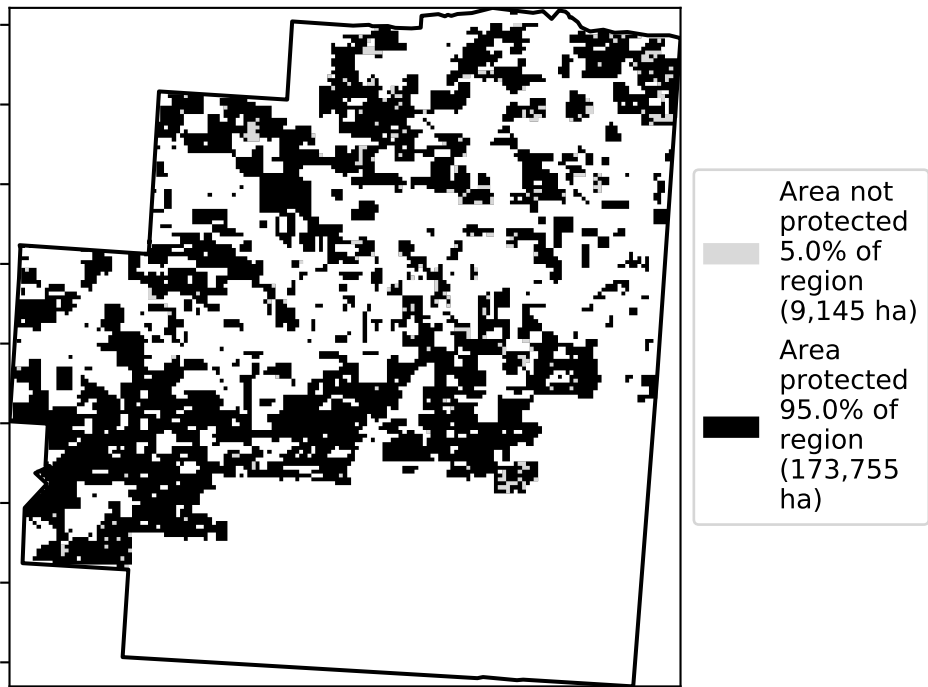 Area not
protected
5.0% of
region
(9,145 ha)
Area
protected
95.0% of
region
(173,755
ha)